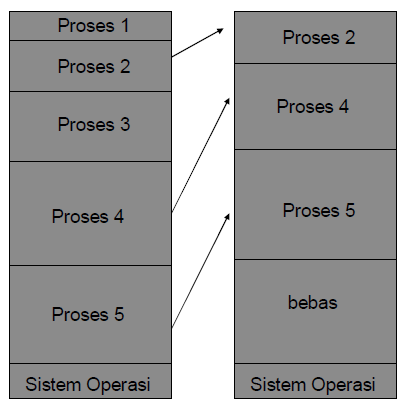 Proses 1
Proses 2
Proses 3
Proses 4
Proses 5
Sistem Operasi
Proses 2
Proses 4
Proses 5
bebas
Sistem Operasi